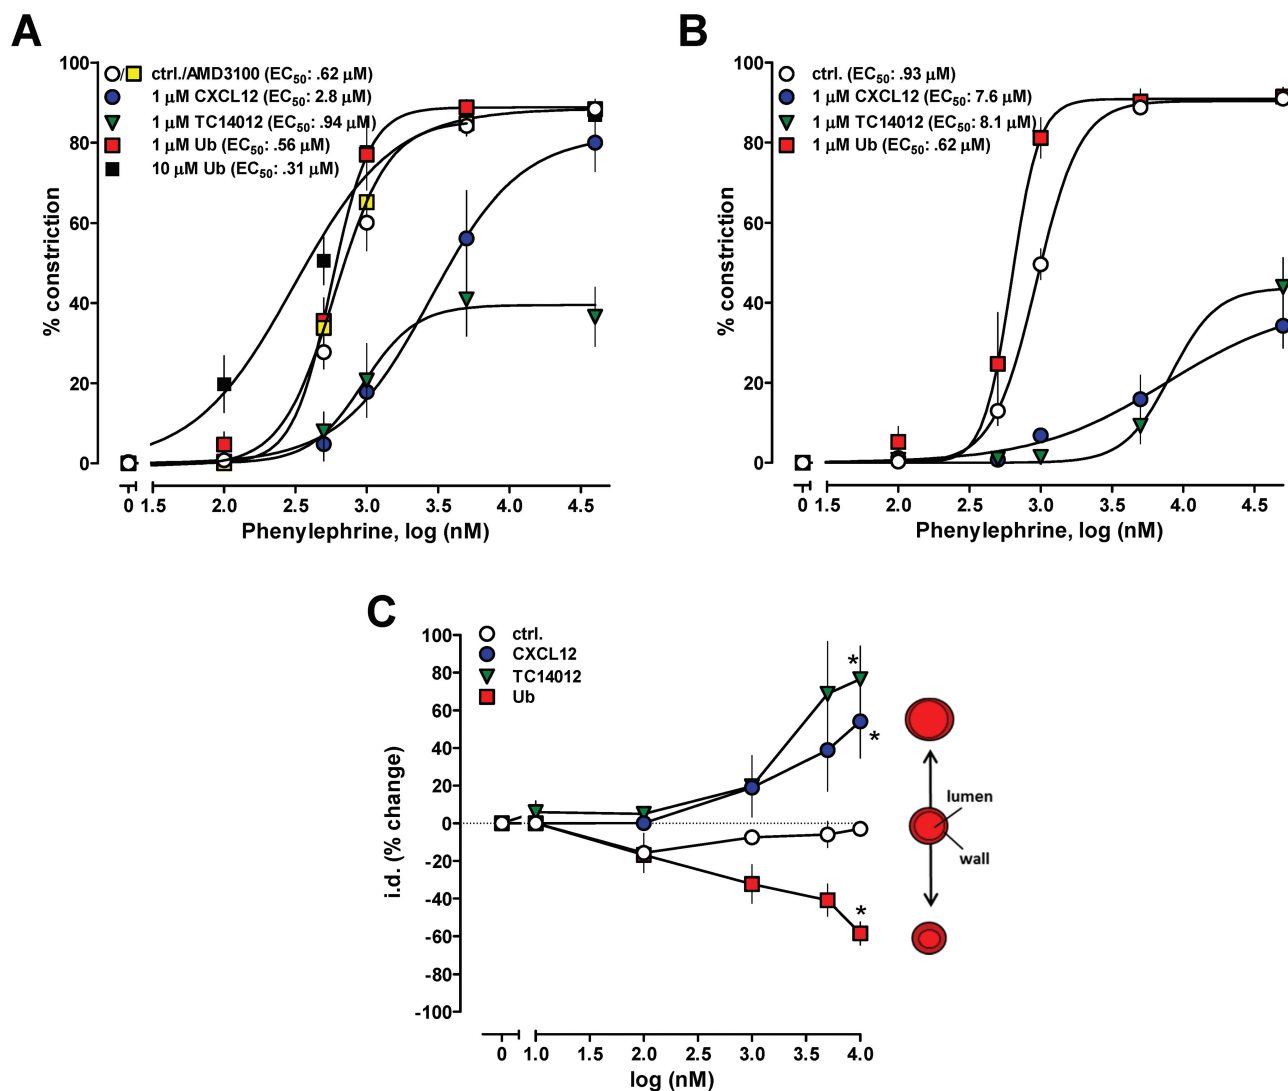 A
100
80
60
40
20
0
% constriction
/ ctrl./AMD3100 (EC50: .62 µM)
1 µM CXCL12 (EC50: 2.8 µM)
1 µM TC14012 (EC50: .94 µM)
1 µM Ub (EC50: .56 µM)
10 µM Ub (EC50: .31 µM)
0 1.5 2.0 2.5 3.0 3.5 4.0 4.5
Phenylephrine, log (nM)
B
100
80
60
40
20
0
% constriction
ctrl. (EC50: .93 µM)
1 µM CXCL12 (EC50: 7.6 µM)
1 µM TC14012 (EC50: 8.1 µM)
1 µM Ub (EC50: .62 µM)
0 1.5 2.0 2.5 3.0 3.5 4.0 4.5
Phenylephrine, log (nM)
C
100
80
60
40
20
0
-20
-40
-60
-80
-100
i.d. (% change)
ctrl.
CXCL12
TC14012
Ub
*
*
*
lumen
wall
0 1.0 1.5 2.0 2.5 3.0 3.5 4.0
log (nM)